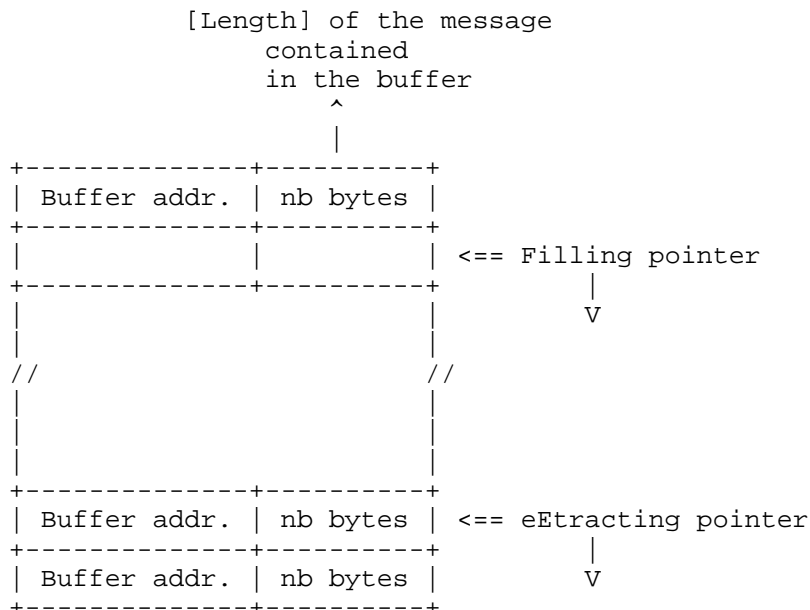 [Length] of the message
contained
in the buffer
^
|
+--------------+----------+
| Buffer addr. | nb bytes |
+--------------+----------+
|              |          | <== Filling pointer
+--------------+----------+         |
|                         |         V
|                         |
//                        //
|                         |
|                         |
|                         |
+--------------+----------+
| Buffer addr. | nb bytes | <== eEtracting pointer
+--------------+----------+         |
| Buffer addr. | nb bytes |         V
+--------------+----------+